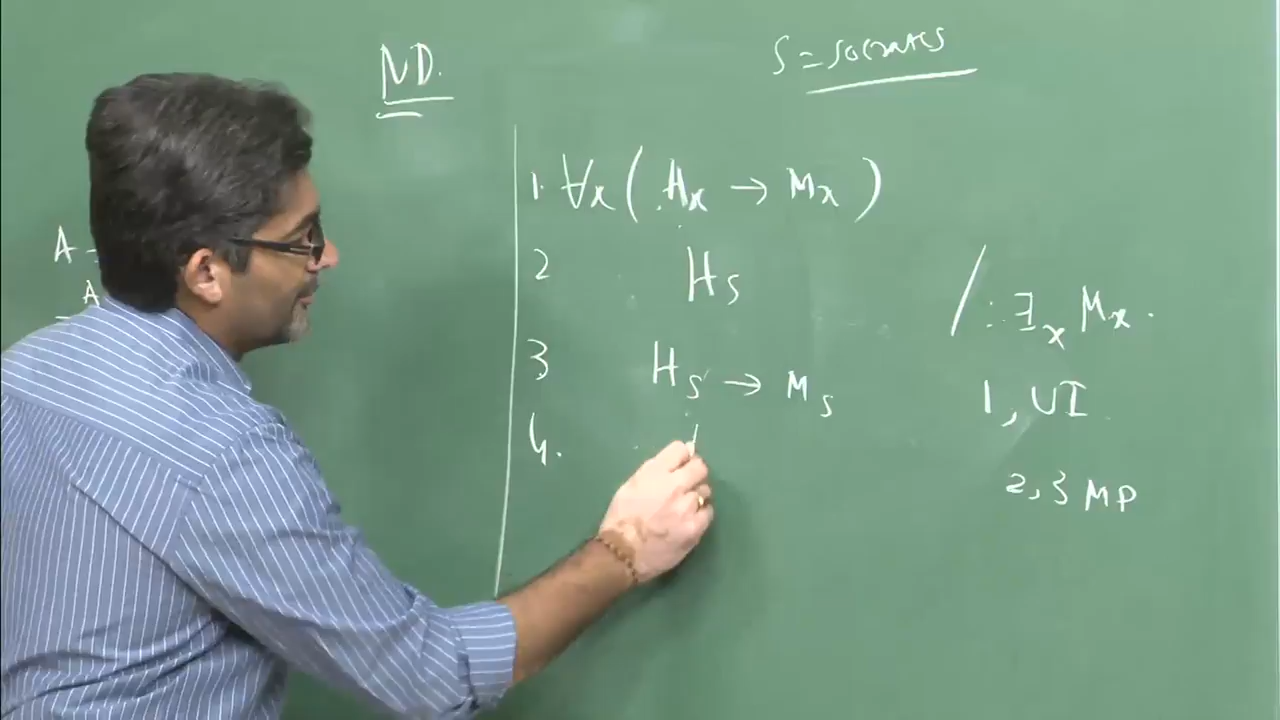 ND.
S = Socrates
A -
A
1. ∀x ( Hx → Mx )
2 Hs
/ ∴ ∃x Mx.
3 Hs → Ms 1, UI
4. 2, 3 MP